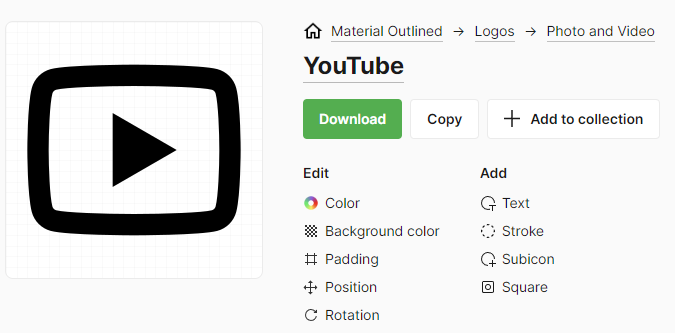 Material Outlined → Logos → Photo and Video
YouTube
Download Copy Add to collection
Edit Add
Color Text
Background color Stroke
Padding Subicon
Position Square
Rotation